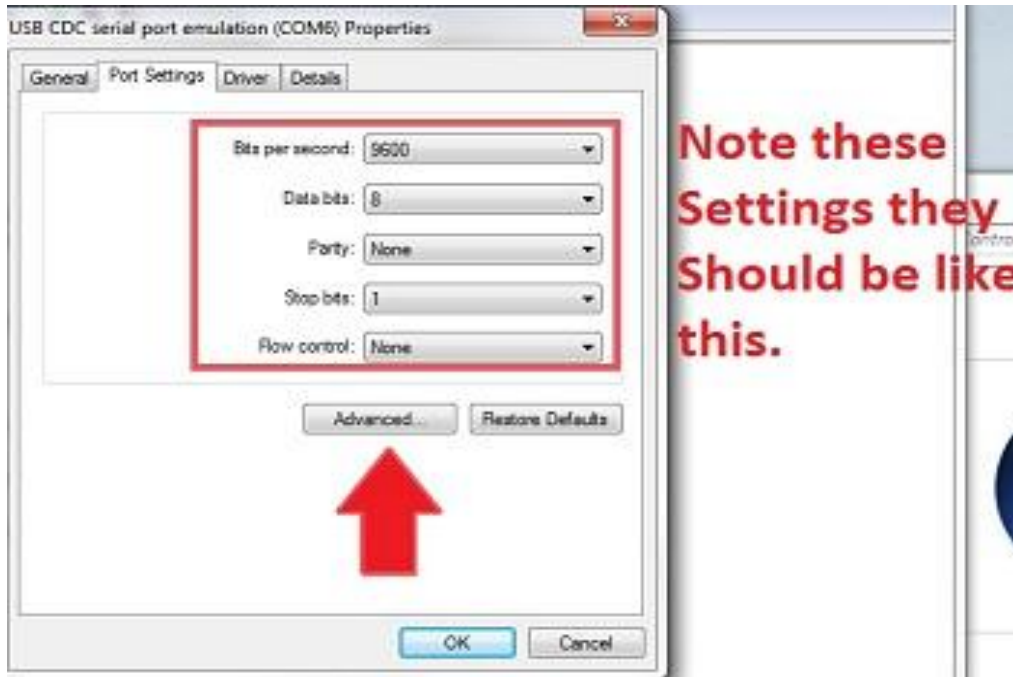 USB CDC serial port emulation (COM6) Properties
General Port Settings Driver Details
Bits per second: 9600
Data bits: 8
Parity: None
Stop bits: 1
Flow control: None
Advanced... Restore Defaults
OK Cancel
Note these
Settings they
Should be like
this.